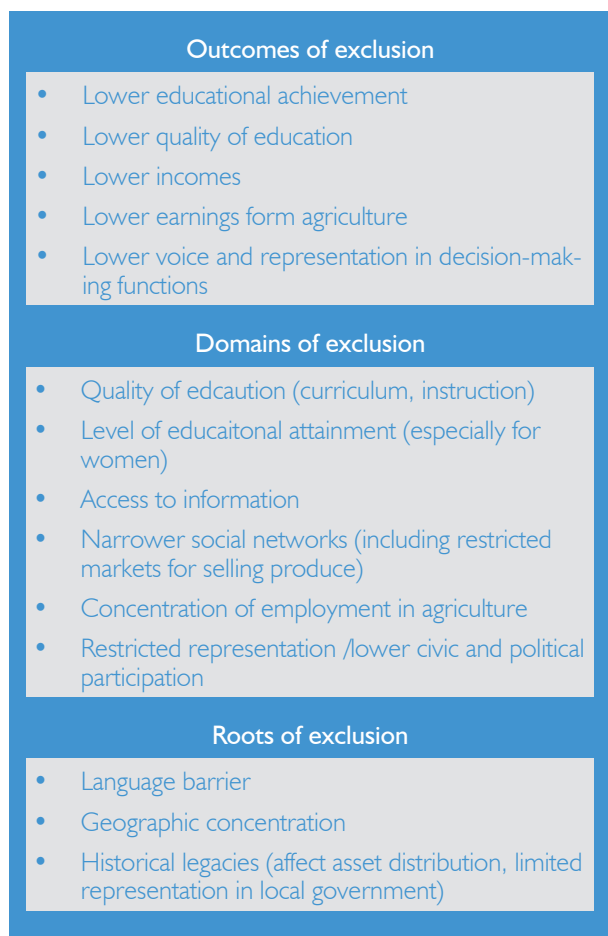 Outcomes of exclusion
• Lower educational achievement
• Lower quality of education
• Lower incomes
• Lower earnings form agriculture
• Lower voice and representation in decision-mak-
ing functions
Domains of exclusion
• Quality of edcaution (curriculum, instruction)
• Level of educaitonal attainment (especially for
women)
• Access to information
• Narrower social networks (including restricted
markets for selling produce)
• Concentration of employment in agriculture
• Restricted representation /lower civic and political
participation
Roots of exclusion
• Language barrier
• Geographic concentration
• Historical legacies (affect asset distribution, limited
representation in local government)